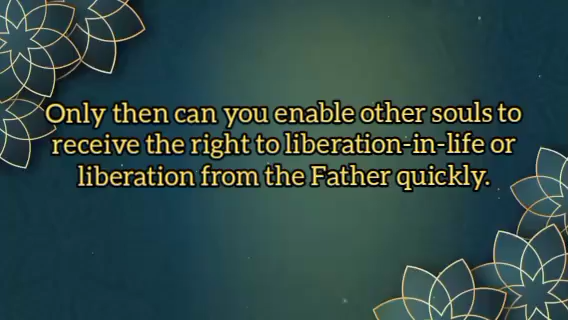 Only then can you enable other souls to
receive the right to liberation-in-life or
liberation from the Father quickly.